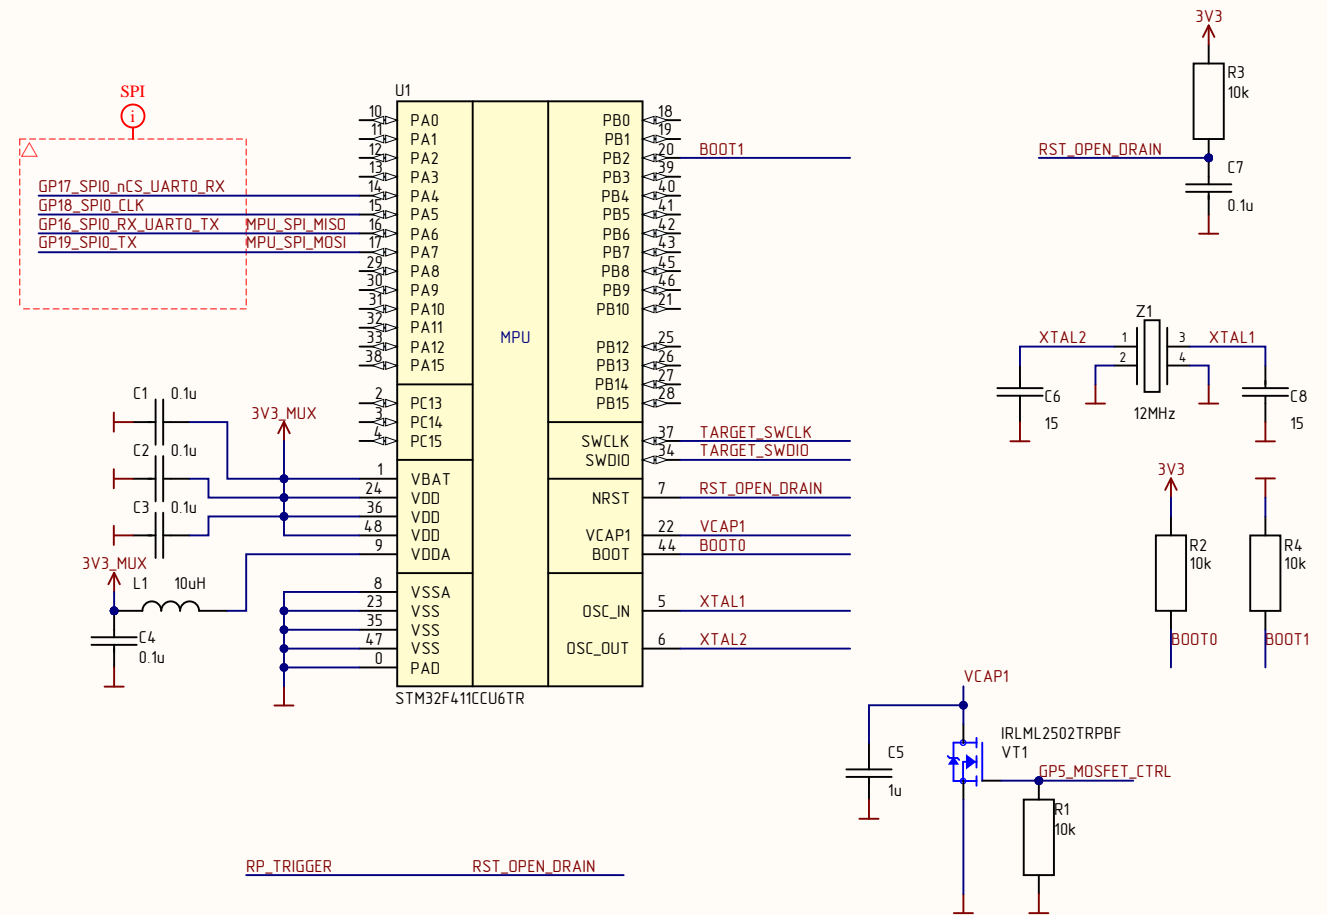 SPI
i
GP17_SPI0_nCS_UART0_RX
GP18_SPI0_CLK
GP16_SPI0_RX_UART0_TX MPU_SPI_MISO
GP19_SPI0_TX MPU_SPI_MOSI
U1
10 PA0
11 PA1
12 PA2
13 PA3
14 PA4
15 PA5
16 PA6
17 PA7
29 PA8
30 PA9
31 PA10
32 PA11
33 PA12
38 PA15
2 PC13
3 PC14
4 PC15
1 VBAT
24 VDD
36 VDD
48 VDD
9 VDDA
8 VSSA
23 VSS
35 VSS
47 VSS
0 PAD
MPU
PB0 18
PB1 19
PB2 20 BOOT1
PB3 39
PB4 40
PB5 41
PB6 42
PB7 43
PB8 45
PB9 46
PB10 21
PB12 25
PB13 26
PB14 27
PB15 28
SWCLK 37 TARGET_SWCLK
SWDIO 34 TARGET_SWDIO
NRST 7 RST_OPEN_DRAIN
VCAP1 22 VCAP1
BOOT 44 BOOT0
OSC_IN 5 XTAL1
OSC_OUT 6 XTAL2
STM32F411CCU6TR
C1 0.1u
3V3_MUX
C2 0.1u
C3 0.1u
3V3_MUX
L1 10uH
C4
0.1u
3V3
R3
10k
RST_OPEN_DRAIN
C7
0.1u
Z1
XTAL2 1 3 XTAL1
2 4
12MHz
C6
15
C8
15
3V3
R2
10k
BOOT0
R4
10k
BOOT1
VCAP1
C5
1u
IRLML2502TRPBF
VT1
GP5_MOSFET_CTRL
R1
10k
RP_TRIGGER RST_OPEN_DRAIN